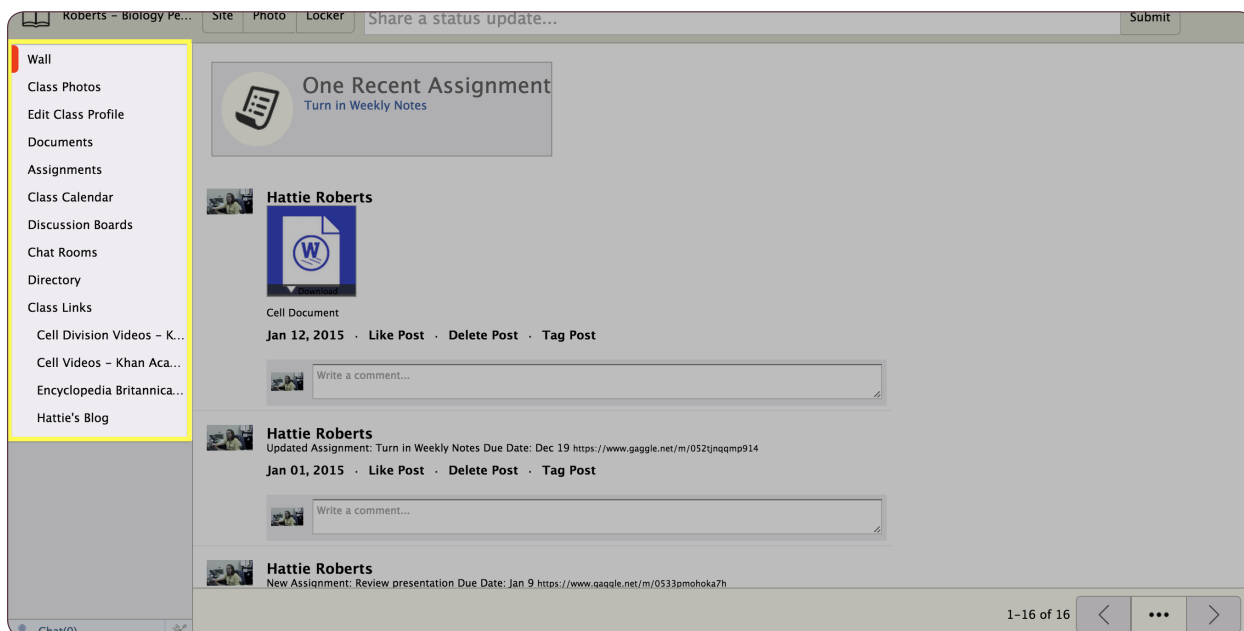 Roberts – Biology Pe...
Site Photo Locker
Share a status update...
Submit
Wall
Class Photos
Edit Class Profile
Documents
Assignments
Class Calendar
Discussion Boards
Chat Rooms
Directory
Class Links
Cell Division Videos – K...
Cell Videos – Khan Aca...
Encyclopedia Britannica...
Hattie's Blog
One Recent Assignment
Turn in Weekly Notes
Hattie Roberts
W
Download
Cell Document
Jan 12, 2015 · Like Post · Delete Post · Tag Post
Write a comment...
Hattie Roberts
Updated Assignment: Turn in Weekly Notes Due Date: Dec 19 https://www.gaggle.net/m/052tjnqqmp914
Jan 01, 2015 · Like Post · Delete Post · Tag Post
Write a comment...
Hattie Roberts
New Assignment: Review presentation Due Date: Jan 9 https://www.gaggle.net/m/0533pmohoka7h
1–16 of 16
Chat(0)